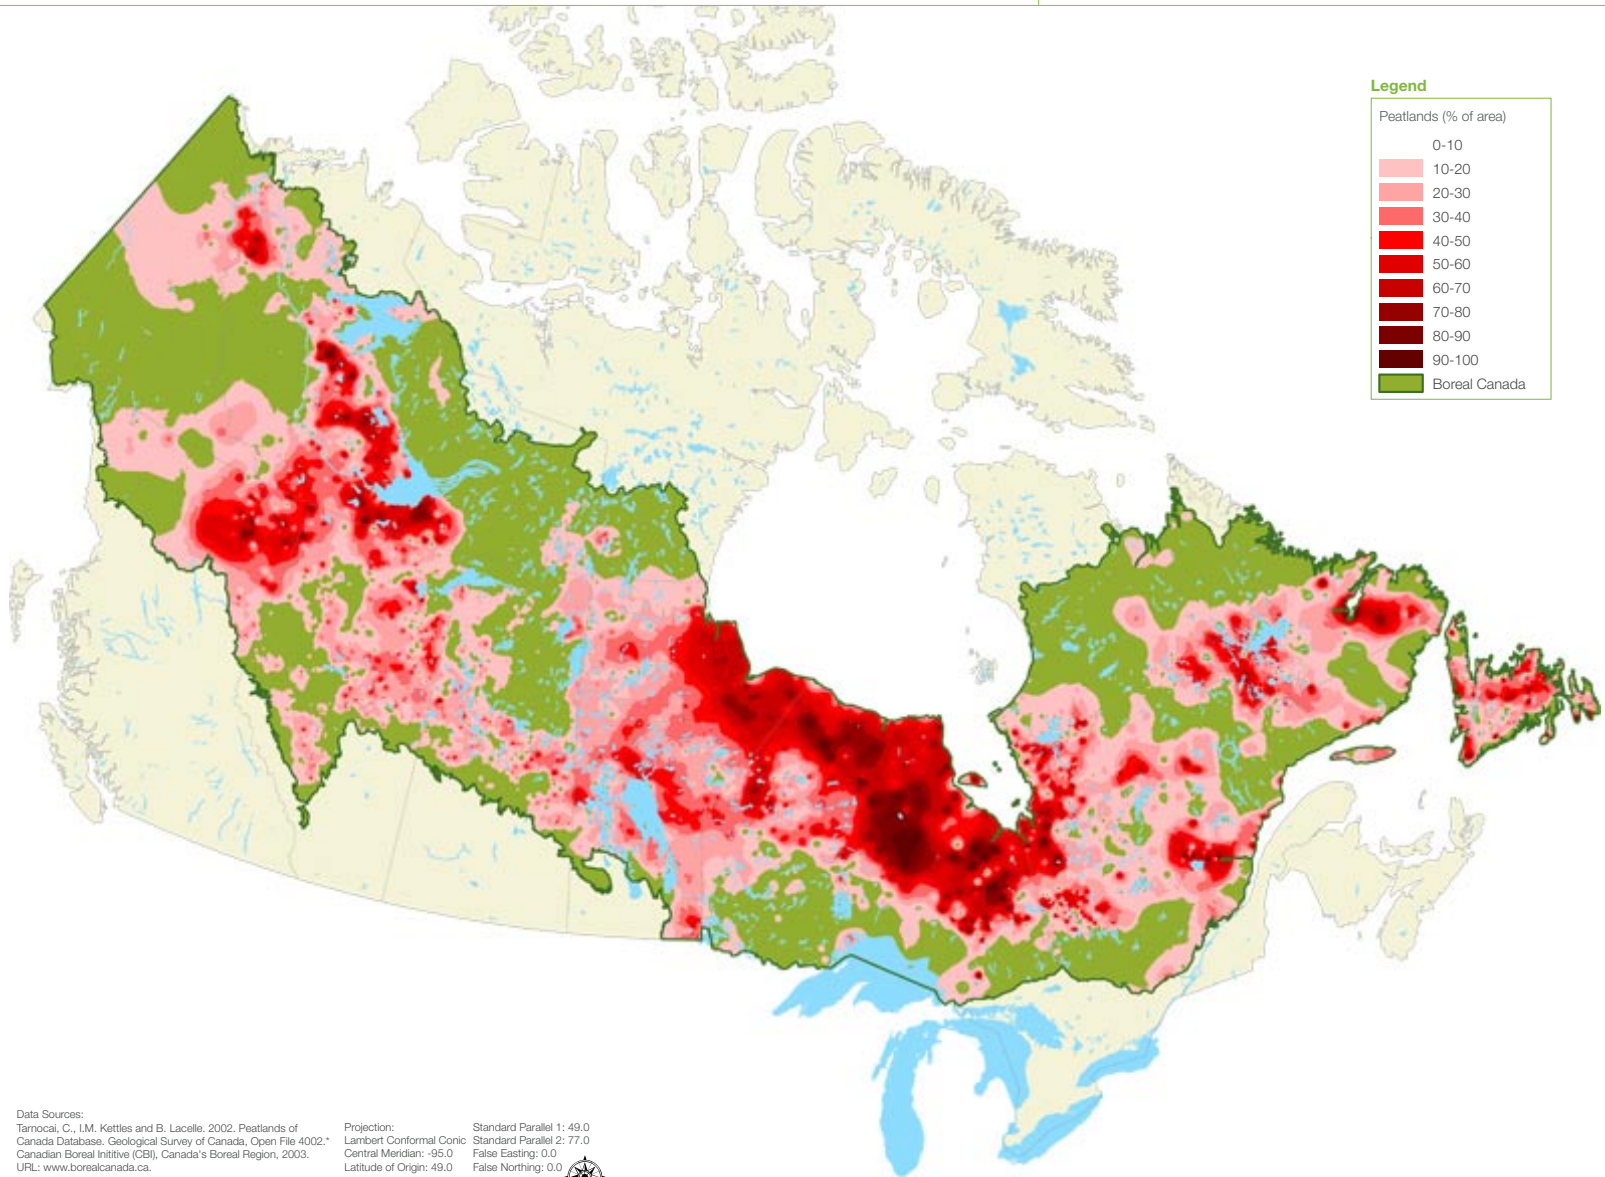 Legend
Peatlands (% of area)
0-10
10-20
20-30
30-40
40-50
50-60
60-70
70-80
80-90
90-100
Boreal Canada
Data Sources:
Tarnocai, C., I.M. Kettles and B. Lacelle. 2002. Peatlands of
Canada Database. Geological Survey of Canada, Open File 4002.*
Canadian Boreal Inititive (CBI), Canada's Boreal Region, 2003.
URL: www.borealcanada.ca.
Projection:
Lambert Conformal Conic
Central Meridian: -95.0
Latitude of Origin: 49.0
Standard Parallel 1: 49.0
Standard Parallel 2: 77.0
False Easting: 0.0
False Northing: 0.0